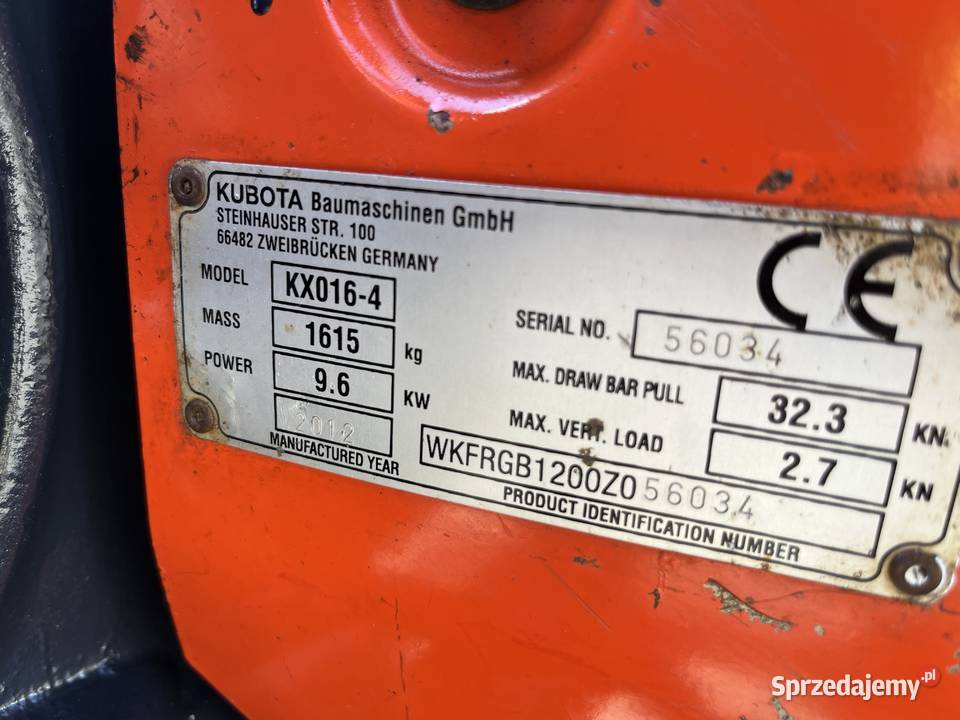 KUBOTA Baumaschinen GmbH
STEINHAUSER STR. 100
66482 ZWEIBRÜCKEN GERMANY
MODEL KX016-4
MASS 1615 kg
POWER 9.6 KW
2012
MANUFACTURED YEAR
CE
SERIAL NO. 56034
MAX. DRAW BAR PULL 32.3 KN
MAX. VERT. LOAD 2.7 KN
WKFRGB1200Z056034
PRODUCT IDENTIFICATION NUMBER
Sprzedajemy.pl